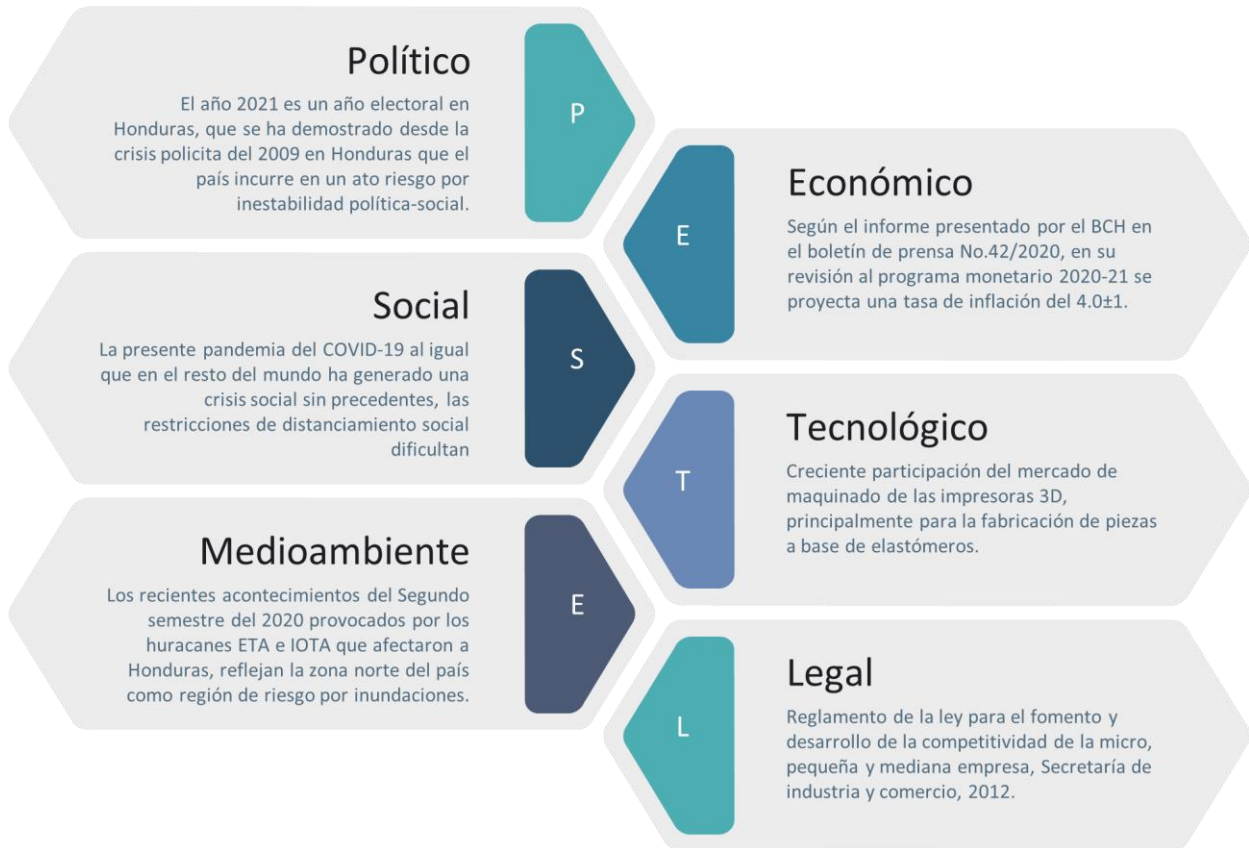 Político
El año 2021 es un año electoral en
Honduras, que se ha demostrado desde la
crisis policita del 2009 en Honduras que el
país incurre en un ato riesgo por
inestabilidad política-social.
P
Económico
Según el informe presentado por el BCH en
el boletín de prensa No.42/2020, en su
revisión al programa monetario 2020-21 se
proyecta una tasa de inflación del 4.0±1.
E
Social
La presente pandemia del COVID-19 al igual
que en el resto del mundo ha generado una
crisis social sin precedentes, las
restricciones de distanciamiento social
dificultan
S
Tecnológico
Creciente participación del mercado de
maquinado de las impresoras 3D,
principalmente para la fabricación de piezas
a base de elastómeros.
T
Medioambiente
Los recientes acontecimientos del Segundo
semestre del 2020 provocados por los
huracanes ETA e IOTA que afectaron a
Honduras, reflejan la zona norte del país
como región de riesgo por inundaciones.
E
Legal
Reglamento de la ley para el fomento y
desarrollo de la competitividad de la micro,
pequeña y mediana empresa, Secretaría de
industria y comercio, 2012.
L